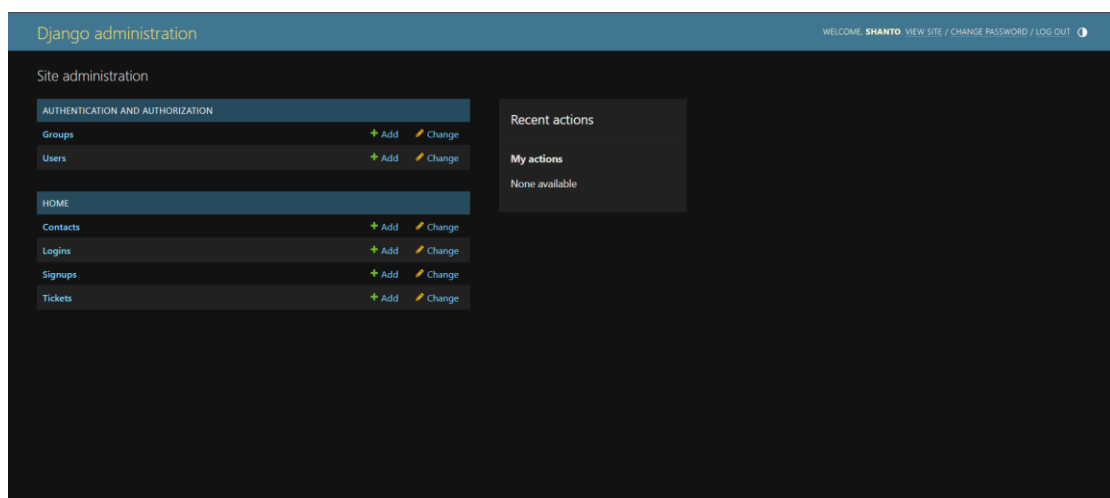 Django administration
WELCOME, SHANTO. VIEW SITE / CHANGE PASSWORD / LOG OUT
Site administration
AUTHENTICATION AND AUTHORIZATION
Groups + Add Change
Users + Add Change
HOME
Contacts + Add Change
Logins + Add Change
Signups + Add Change
Tickets + Add Change
Recent actions
My actions
None available